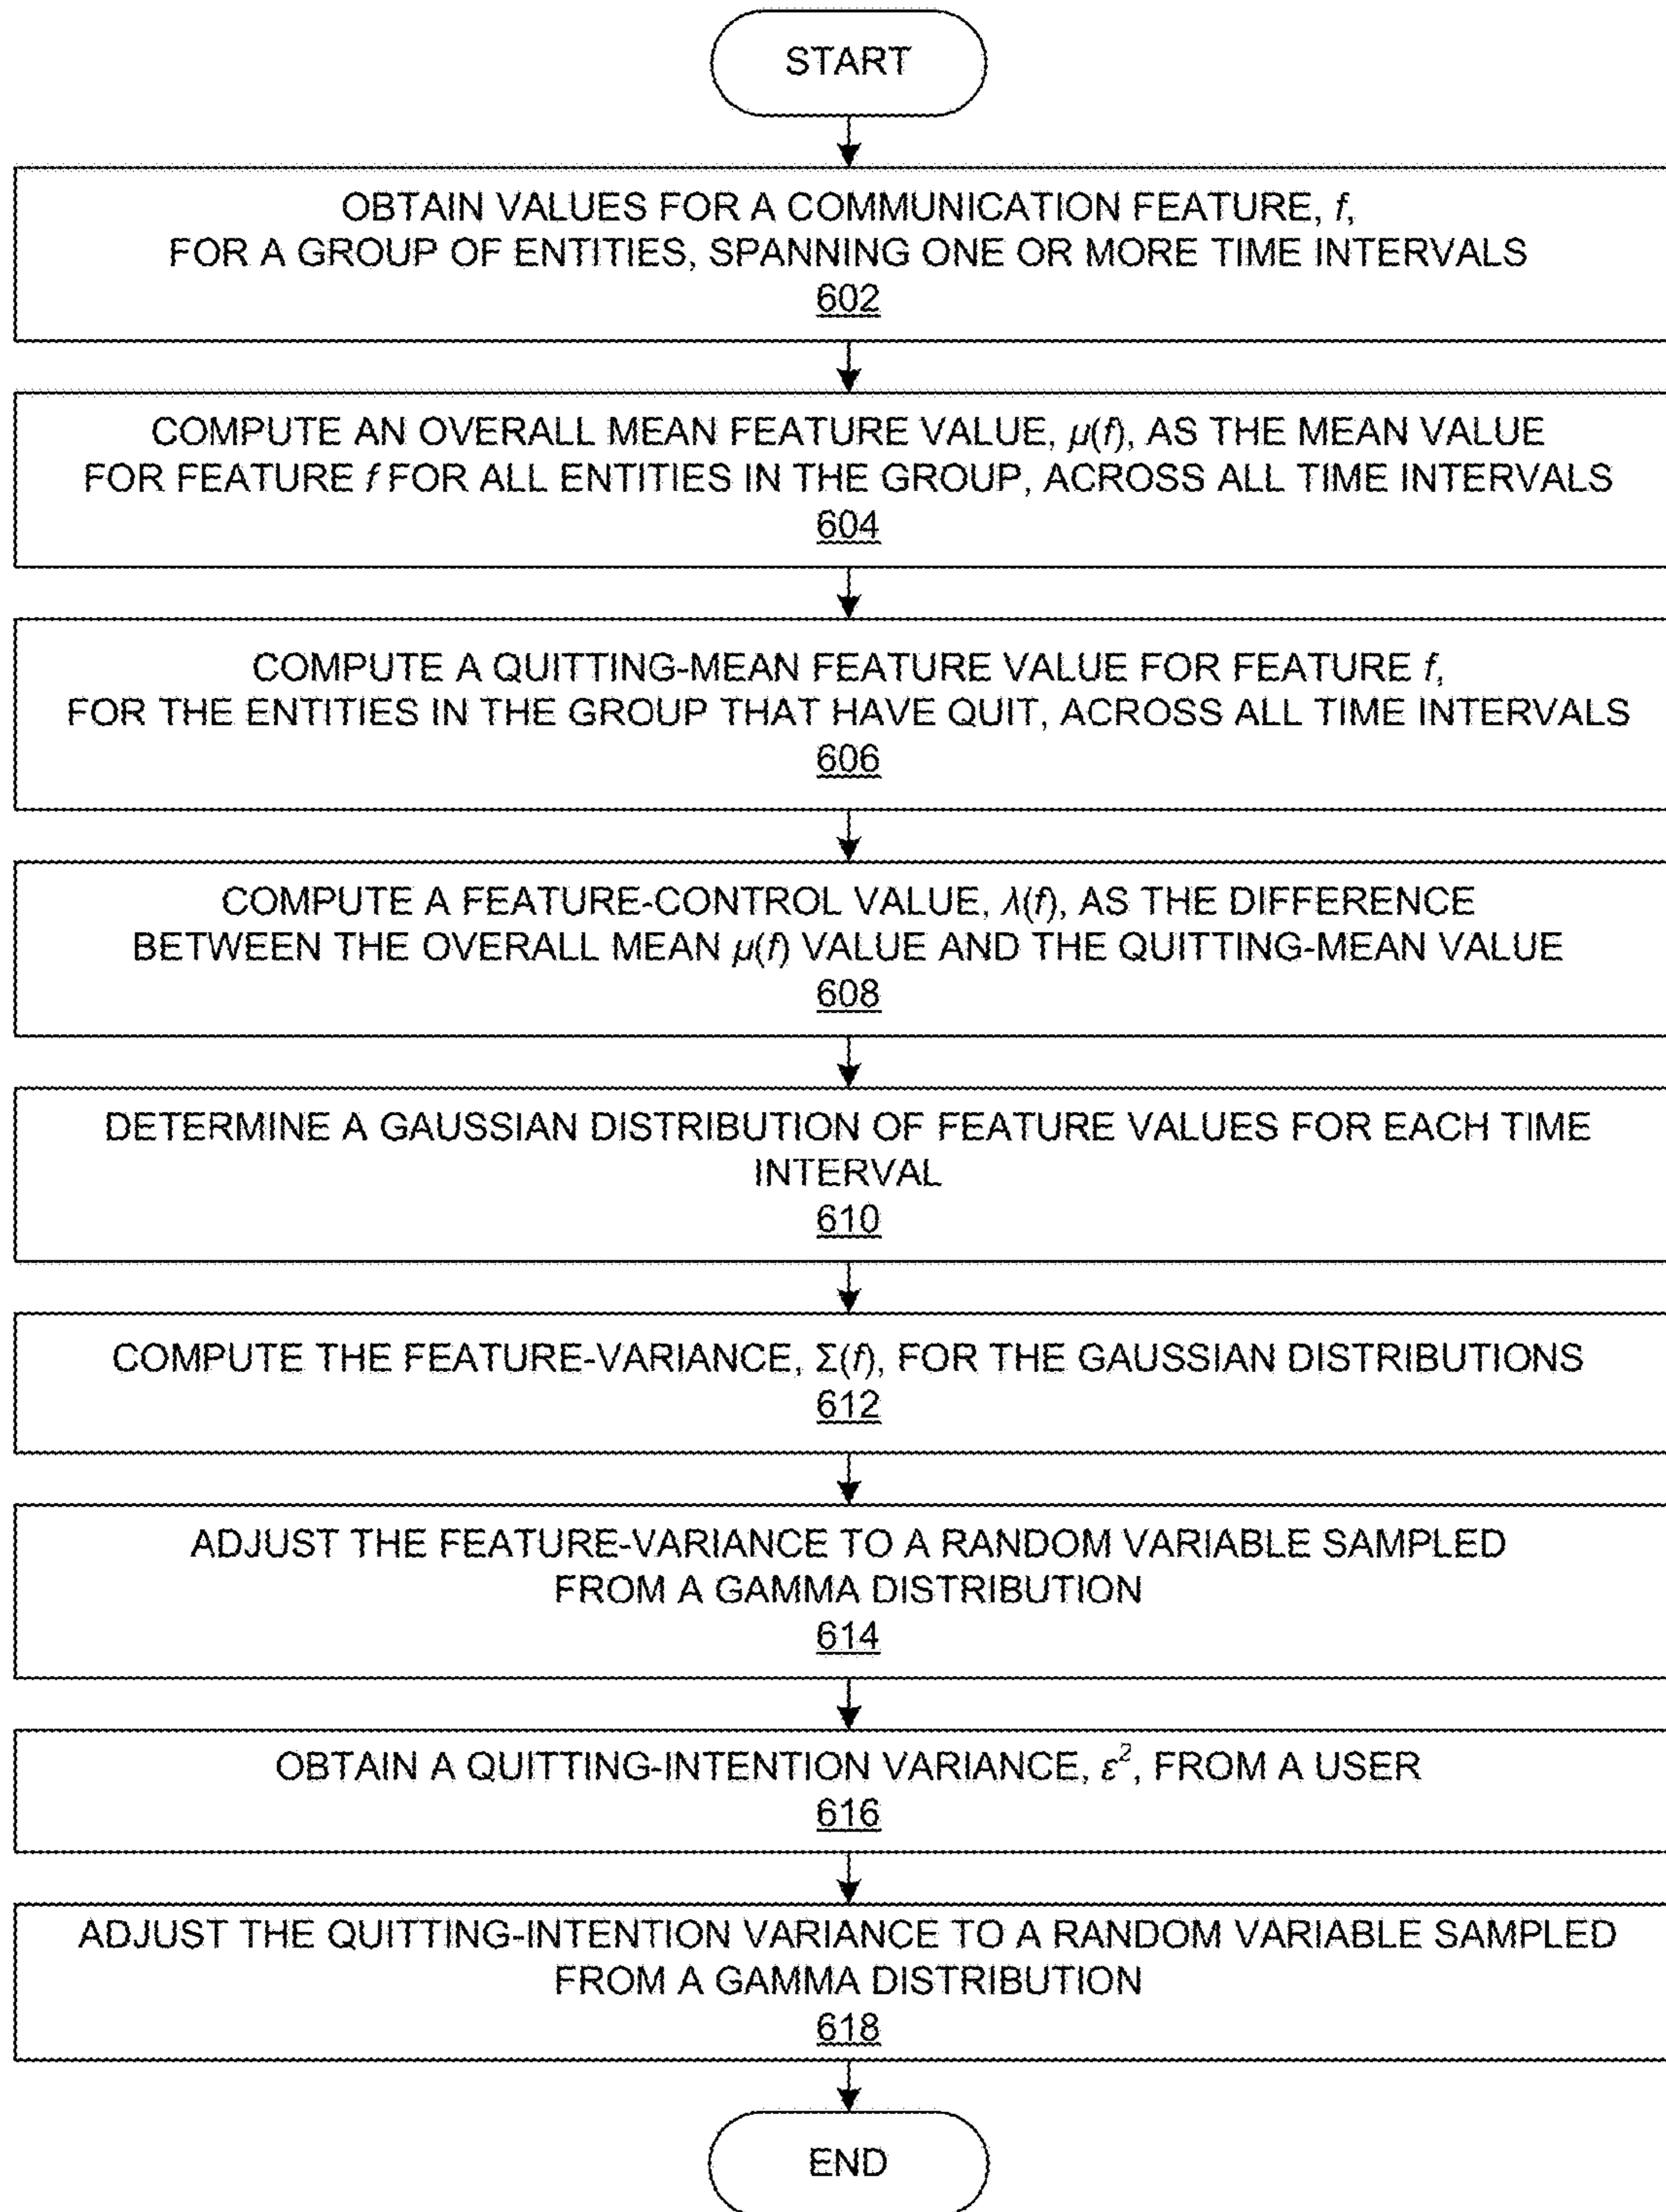 START
OBTAIN VALUES FOR A COMMUNICATION FEATURE, f,
FOR A GROUP OF ENTITIES, SPANNING ONE OR MORE TIME INTERVALS
602
COMPUTE AN OVERALL MEAN FEATURE VALUE, μ(f), AS THE MEAN VALUE
FOR FEATURE f FOR ALL ENTITIES IN THE GROUP, ACROSS ALL TIME INTERVALS
604
COMPUTE A QUITTING-MEAN FEATURE VALUE FOR FEATURE f,
FOR THE ENTITIES IN THE GROUP THAT HAVE QUIT, ACROSS ALL TIME INTERVALS
606
COMPUTE A FEATURE-CONTROL VALUE, λ(f), AS THE DIFFERENCE
BETWEEN THE OVERALL MEAN μ(f) VALUE AND THE QUITTING-MEAN VALUE
608
DETERMINE A GAUSSIAN DISTRIBUTION OF FEATURE VALUES FOR EACH TIME
INTERVAL
610
COMPUTE THE FEATURE-VARIANCE, Σ(f), FOR THE GAUSSIAN DISTRIBUTIONS
612
ADJUST THE FEATURE-VARIANCE TO A RANDOM VARIABLE SAMPLED
FROM A GAMMA DISTRIBUTION
614
OBTAIN A QUITTING-INTENTION VARIANCE, ε², FROM A USER
616
ADJUST THE QUITTING-INTENTION VARIANCE TO A RANDOM VARIABLE SAMPLED
FROM A GAMMA DISTRIBUTION
618
END